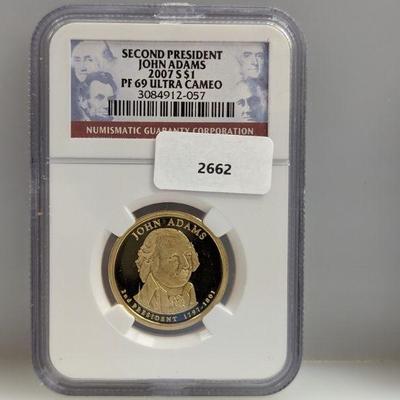 SECOND PRESIDENT
JOHN ADAMS
2007 S $1
PF 69 ULTRA CAMEO
3084912-057
NUMISMATIC GUARANTY CORPORATION
2662
JOHN ADAMS
2nd PRESIDENT 1797-1801